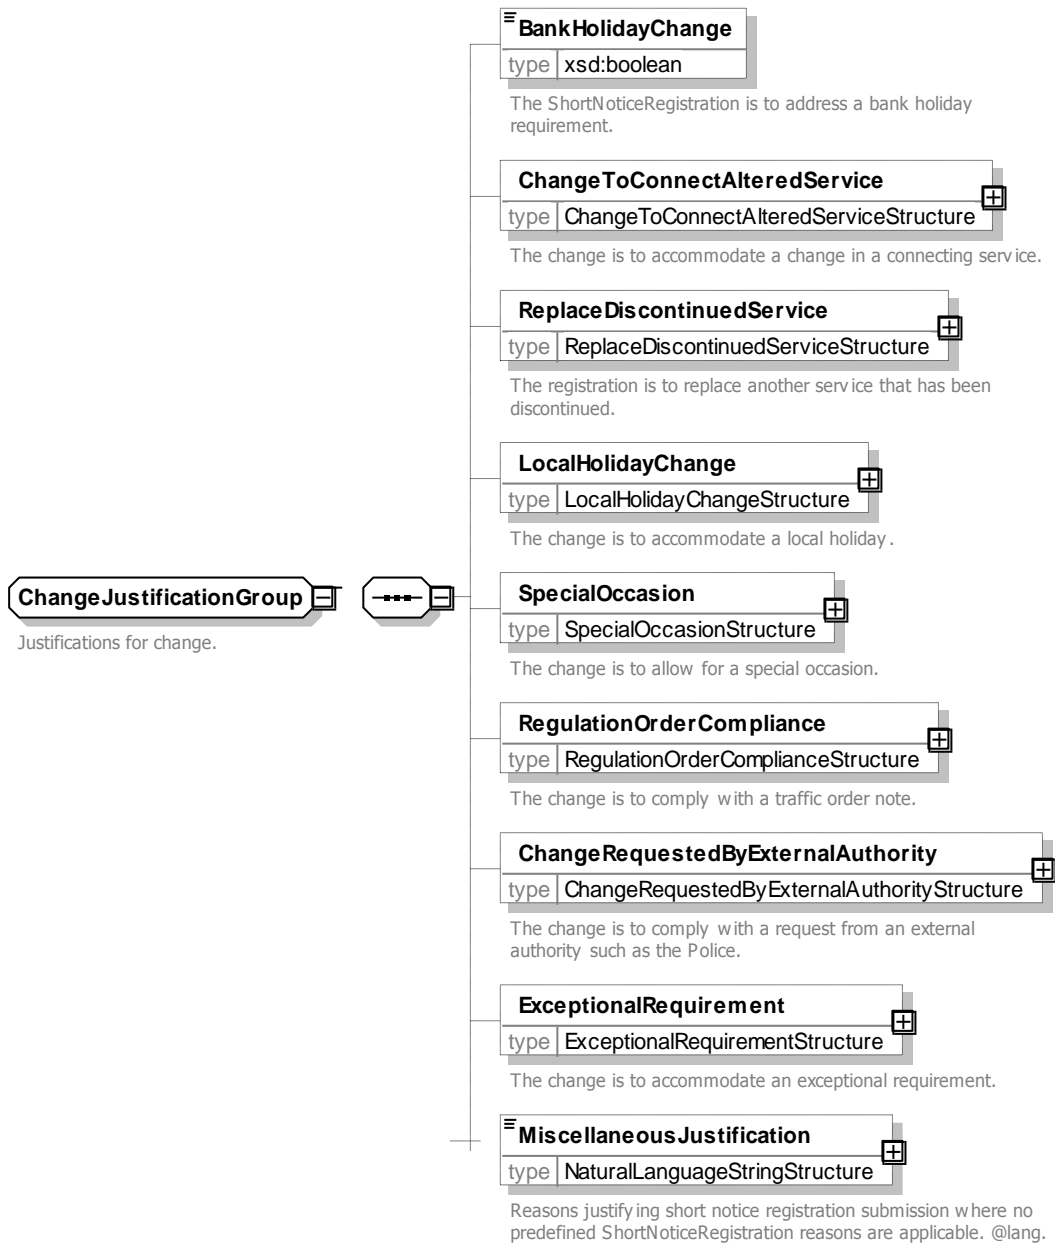 BankHolidayChange
type xsd:boolean
The ShortNoticeRegistration is to address a bank holiday
requirement.
ChangeToConnectAlteredService
type ChangeToConnectAlteredServiceStructure
The change is to accommodate a change in a connecting service.
ReplaceDiscontinuedService
type ReplaceDiscontinuedServiceStructure
The registration is to replace another service that has been
discontinued.
LocalHolidayChange
type LocalHolidayChangeStructure
The change is to accommodate a local holiday.
ChangeJustificationGroup
Justifications for change.
SpecialOccasion
type SpecialOccasionStructure
The change is to allow for a special occasion.
RegulationOrderCompliance
type RegulationOrderComplianceStructure
The change is to comply with a traffic order note.
ChangeRequestedByExternalAuthority
type ChangeRequestedByExternalAuthorityStructure
The change is to comply with a request from an external
authority such as the Police.
ExceptionalRequirement
type ExceptionalRequirementStructure
The change is to accommodate an exceptional requirement.
MiscellaneousJustification
type NaturalLanguageStringStructure
Reasons justifying short notice registration submission where no
predefined ShortNoticeRegistration reasons are applicable. @lang.